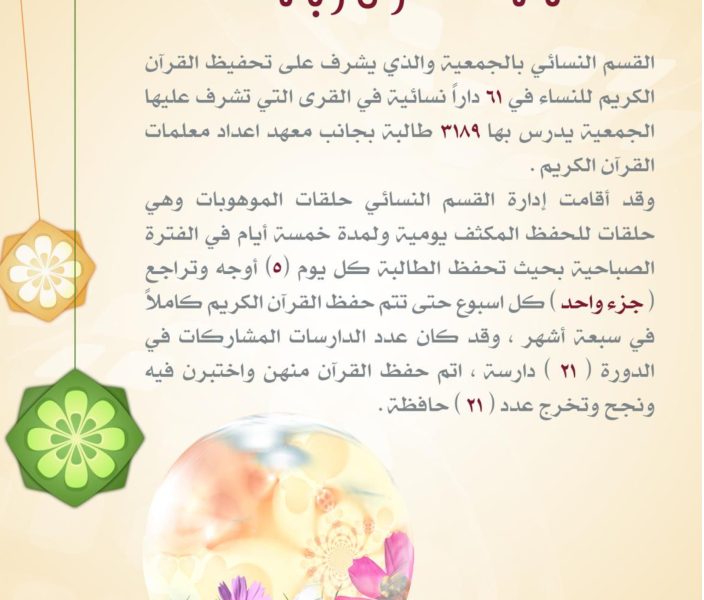 القسم النسائي بالجمعية والذي يشرف على تحفيظ القرآن
الكريم للنساء في ٦١ داراً نسائية في القرى التي تشرف عليها
الجمعية يدرس بها ٣١٨٩ طالبة بجانب معهد اعداد معلمات
القرآن الكريم .
وقد أقامت إدارة القسم النسائي حلقات الموهوبات وهي
حلقات للحفظ المكثف يومية ولمدة خمسة أيام في الفترة
الصباحية بحيث تحفظ الطالبة كل يوم (٥) أوجه وتراجع
( جزء واحد ) كل اسبوع حتى تتم حفظ القرآن الكريم كاملاً
في سبعة أشهر ، وقد كان عدد الدارسات المشاركات في
الدورة ( ٢١ ) دارسة ، اتم حفظ القرآن منهن واختبرن فيه
ونجح وتخرج عدد ( ٢١ ) حافظة .